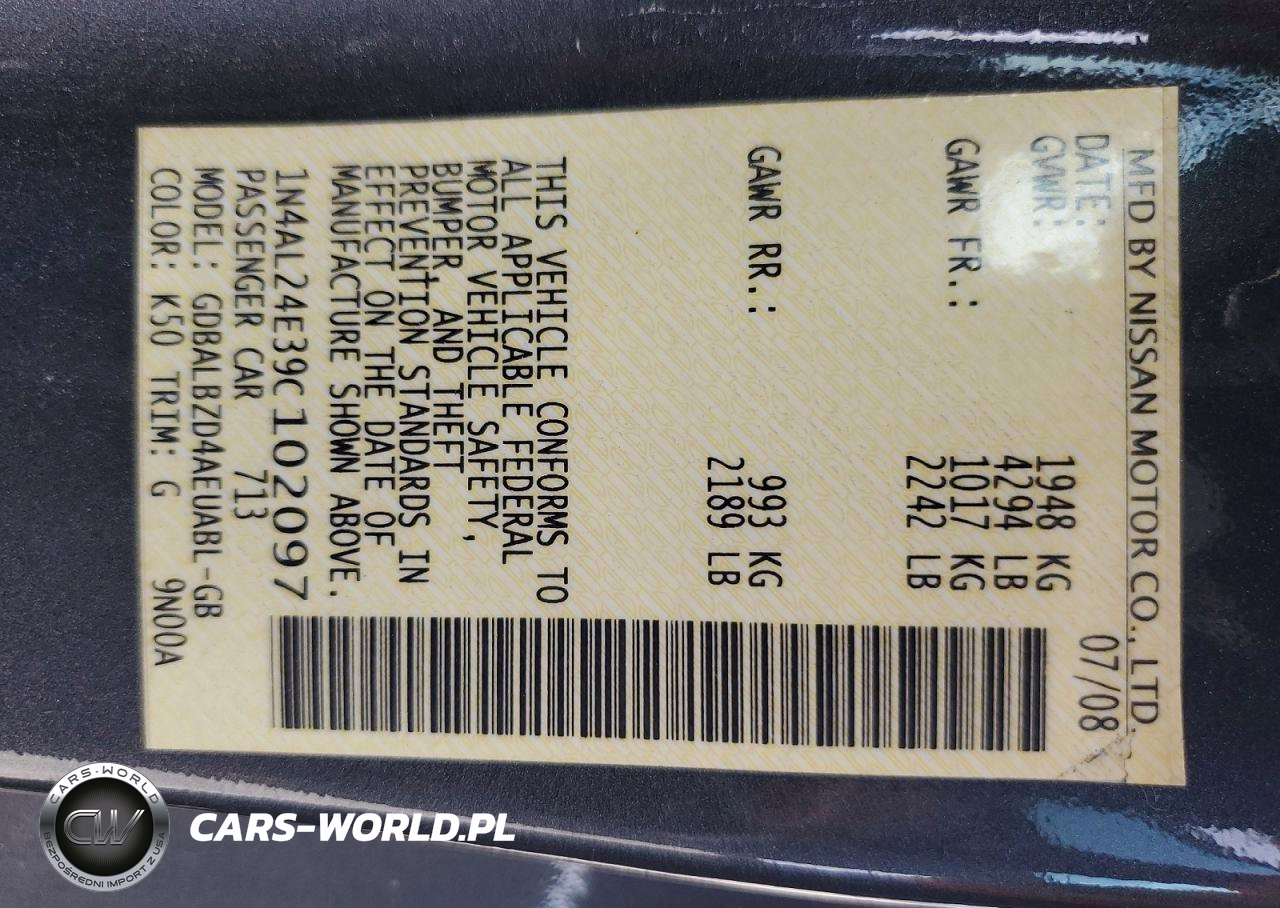 MFD BY NISSAN MOTOR CO., LTD.
DATE: 07/08
GVWR: 1948 KG
4294 LB
GAWR FR.: 1017 KG
2242 LB
GAWR RR.: 993 KG
2189 LB
THIS VEHICLE CONFORMS TO
ALL APPLICABLE FEDERAL
MOTOR VEHICLE SAFETY,
BUMPER, AND THEFT
PREVENTION STANDARDS IN
EFFECT ON THE DATE OF
MANUFACTURE SHOWN ABOVE.
1N4AL24E39C102097
PASSENGER CAR 713
MODEL: GDBALBZD4AEUABL-GB
COLOR: K50 TRIM: G 9N00A
CARS-WORLD
CW
BEZPOŚREDNI IMPORT Z USA
CARS-WORLD.PL